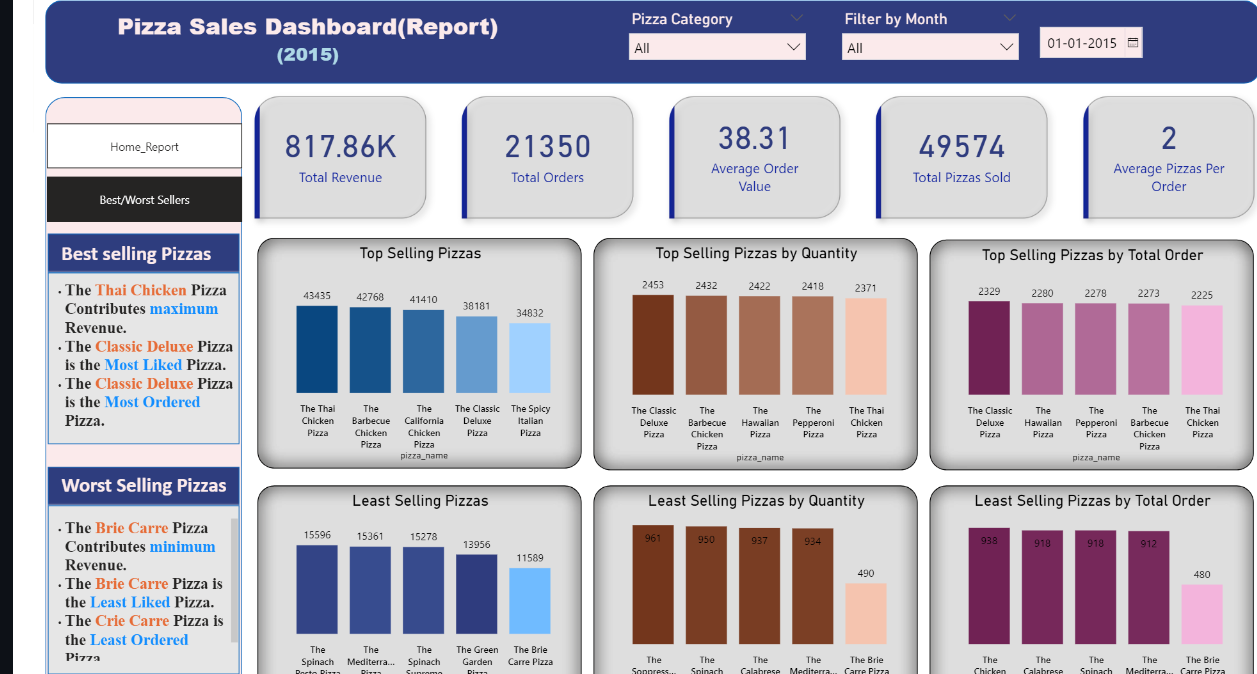 Pizza Sales Dashboard(Report)
(2015)
Pizza Category
All
Filter by Month
All
01-01-2015
Home_Report
Best/Worst Sellers
817.86K
Total Revenue
21350
Total Orders
38.31
Average Order
Value
49574
Total Pizzas Sold
2
Average Pizzas Per
Order
Best selling Pizzas
· The Thai Chicken Pizza
Contributes maximum
Revenue.
· The Classic Deluxe Pizza
is the Most Liked Pizza.
· The Classic Deluxe Pizza
is the Most Ordered
Pizza.
Worst Selling Pizzas
· The Brie Carre Pizza
Contributes minimum
Revenue.
· The Brie Carre Pizza is
the Least Liked Pizza.
· The Crie Carre Pizza is
the Least Ordered
Pizza
Top Selling Pizzas
43435
42768
41410
38181
34832
The Thai
Chicken
Pizza
The
Barbecue
Chicken
Pizza
The
California
Chicken
Pizza
The Classic
Deluxe
Pizza
The Spicy
Italian
Pizza
pizza_name
Top Selling Pizzas by Quantity
2453
2432
2422
2418
2371
The Classic
Deluxe
Pizza
The
Barbecue
Chicken
Pizza
The
Hawaiian
Pizza
The
Pepperoni
Pizza
The Thai
Chicken
Pizza
pizza_name
Top Selling Pizzas by Total Order
2329
2280
2278
2273
2225
The Classic
Deluxe
Pizza
The
Hawaiian
Pizza
The
Pepperoni
Pizza
The
Barbecue
Chicken
Pizza
The Thai
Chicken
Pizza
pizza_name
Least Selling Pizzas
15596
15361
15278
13956
11589
The
Spinach
Pesto Pizza
The
Mediterra...
Pizza
The
Spinach
Supreme
The Green
Garden
Pizza
The Brie
Carre Pizza
Least Selling Pizzas by Quantity
961
950
937
934
490
The
Soppress...
The
Spinach
The
Calabrese
The
Mediterra...
The Brie
Carre Pizza
Least Selling Pizzas by Total Order
938
918
918
912
480
The
Chicken
The
Calabrese
The
Spinach
The
Mediterra...
The Brie
Carre Pizza